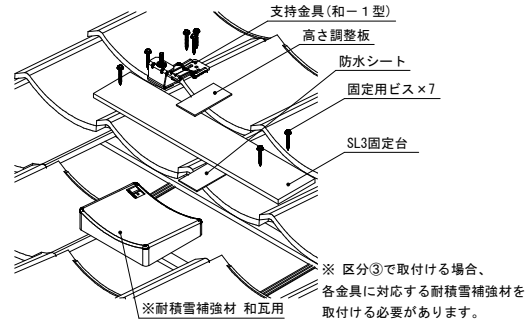 支持金具(和－1型)
高さ調整板
防水シート
固定用ビス×7
SL3固定台
※ 区分③で取付ける場合、
各金具に対応する耐積雪補強材を
取付ける必要があります。
※耐積雪補強材 和瓦用